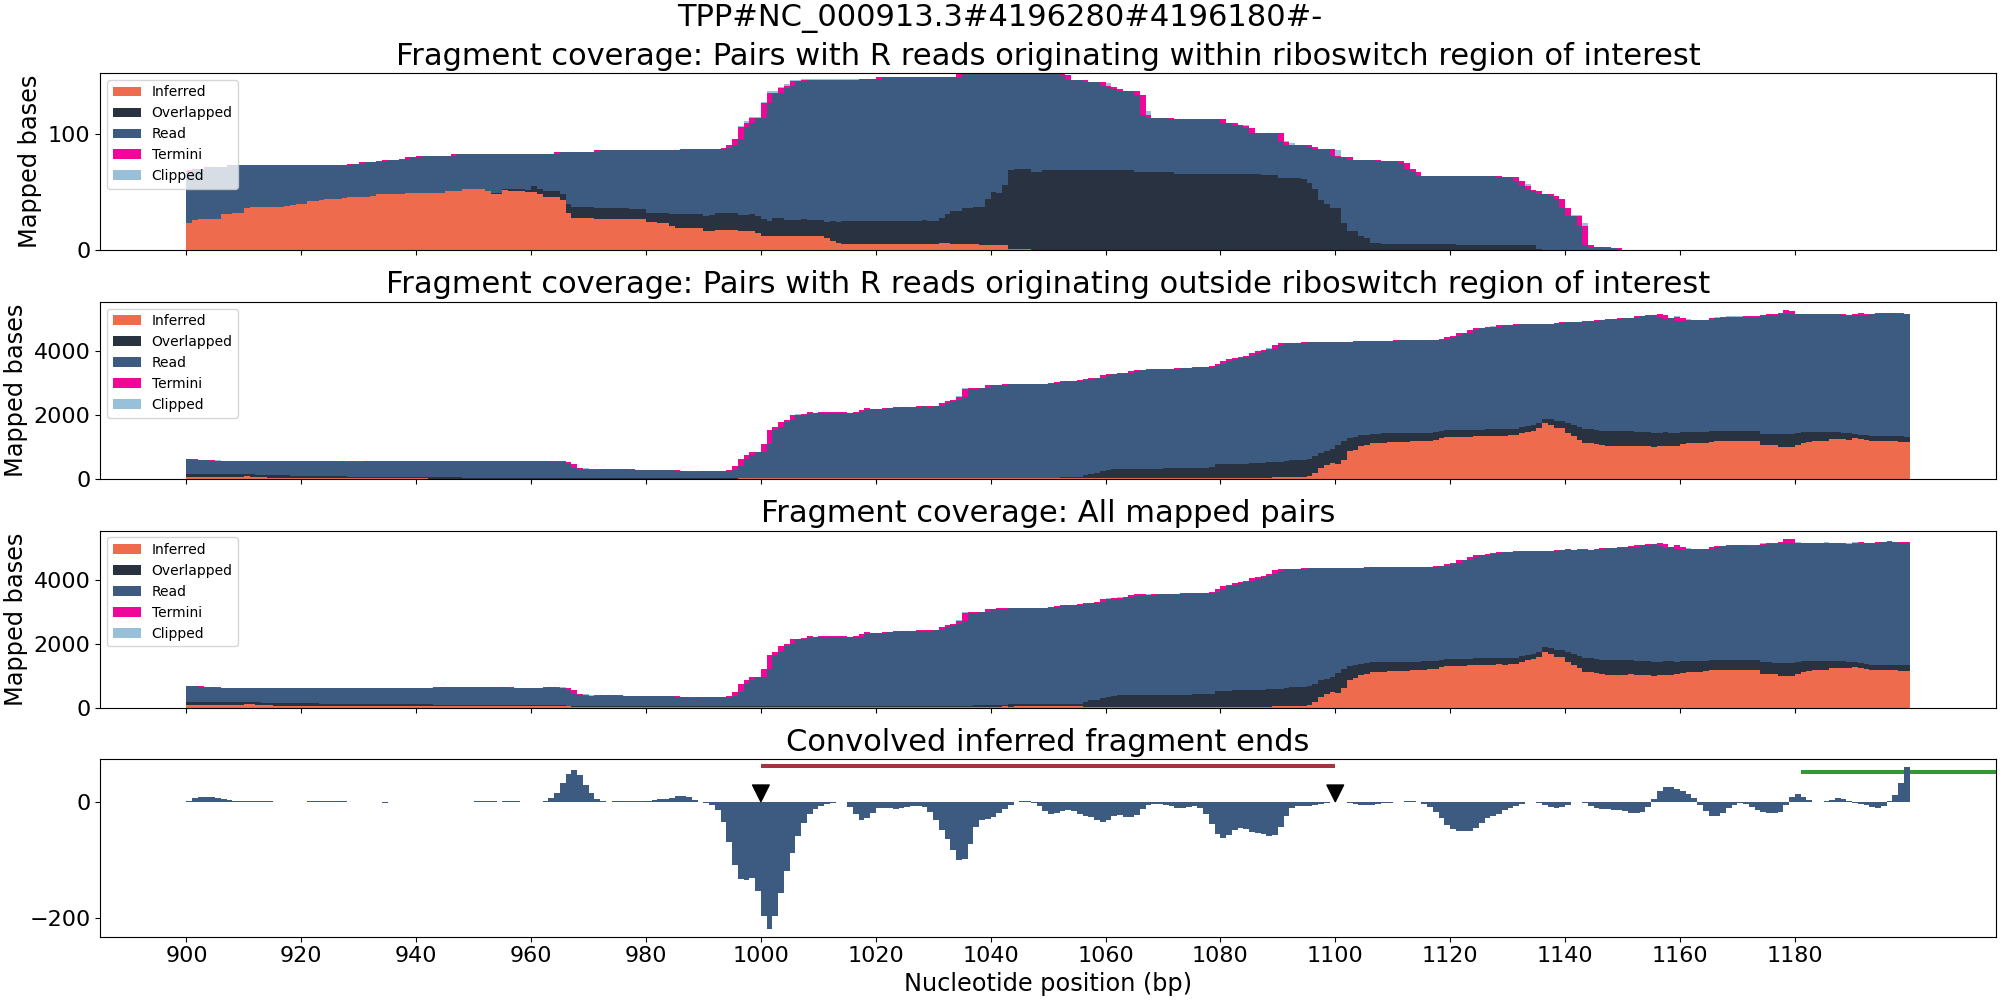 TPP#NC_000913.3#4196280#4196180#-
Fragment coverage: Pairs with R reads originating within riboswitch region of interest
Mapped bases
100
0
Inferred
Overlapped
Read
Termini
Clipped
Fragment coverage: Pairs with R reads originating outside riboswitch region of interest
Mapped bases
4000
2000
0
Inferred
Overlapped
Read
Termini
Clipped
Fragment coverage: All mapped pairs
Mapped bases
4000
2000
0
Inferred
Overlapped
Read
Termini
Clipped
Convolved inferred fragment ends
0
−200
900 920 940 960 980 1000 1020 1040 1060 1080 1100 1120 1140 1160 1180
Nucleotide position (bp)